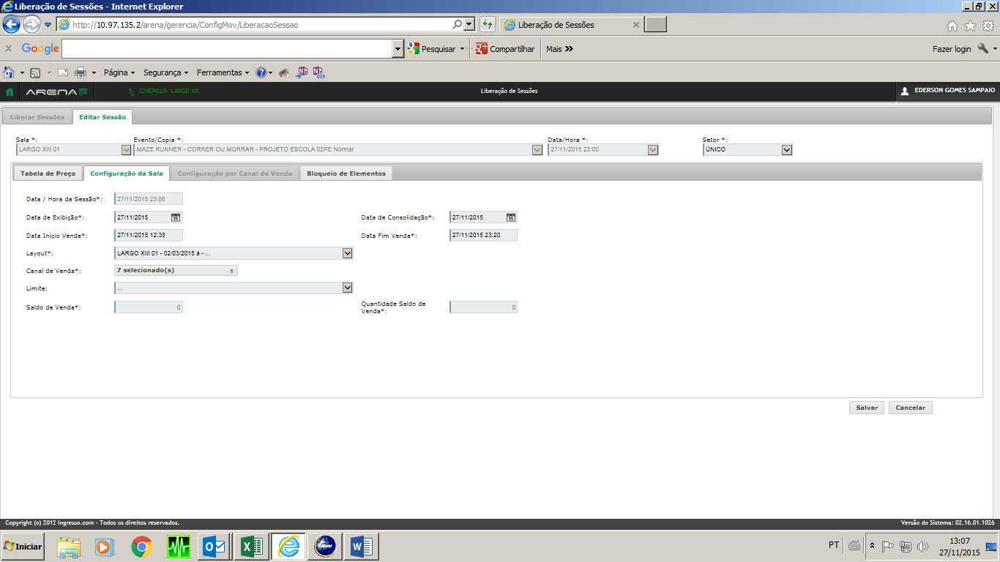 Liberação de Sessões - Internet Explorer
http://10.97.135.2/arena/gerencia/ConfigMov/LiberacaoSessao
Liberação de Sessões
Google Pesquisar Compartilhar Mais Fazer login
Página Segurança Ferramentas
ARENA CINÉPOLIS- LARGO XIII Liberação de Sessões EDERSON GOMES SAMPAIO
Liberar Sessões Editar Sessão
Sala *: Evento/Copia *: Data/Hora *: Setor *:
LARGO XIII 01 MAZE RUNNER - CORRER OU MORRAR - PROJETO ESCOLA 02PE Normal 27/11/2015 23:00 ÚNICO
Tabela de Preço Configuração da Sala Configuração por Canal de Venda Bloqueio de Elementos
Data / Hora da Sessão*: 27/11/2015 23:00
Data de Exibição*: 27/11/2015 Data de Consolidação*: 27/11/2015
Data Início Venda*: 27/11/2015 12:38 Data Fim Venda*: 27/11/2015 23:20
Layout*: LARGO XIII 01 - 02/03/2015 a - ...
Canal de Venda*: 7 selecionado(s)
Limite: ...
Saldo de Venda*: 0 Quantidade Saldo de
Venda*: 0
Salvar Cancelar
Copyright (c) 2012 Ingresso.com - Todos os direitos reservados. Versão do Sistema: 02.16.01.1026
Iniciar PT 13:07
27/11/2015